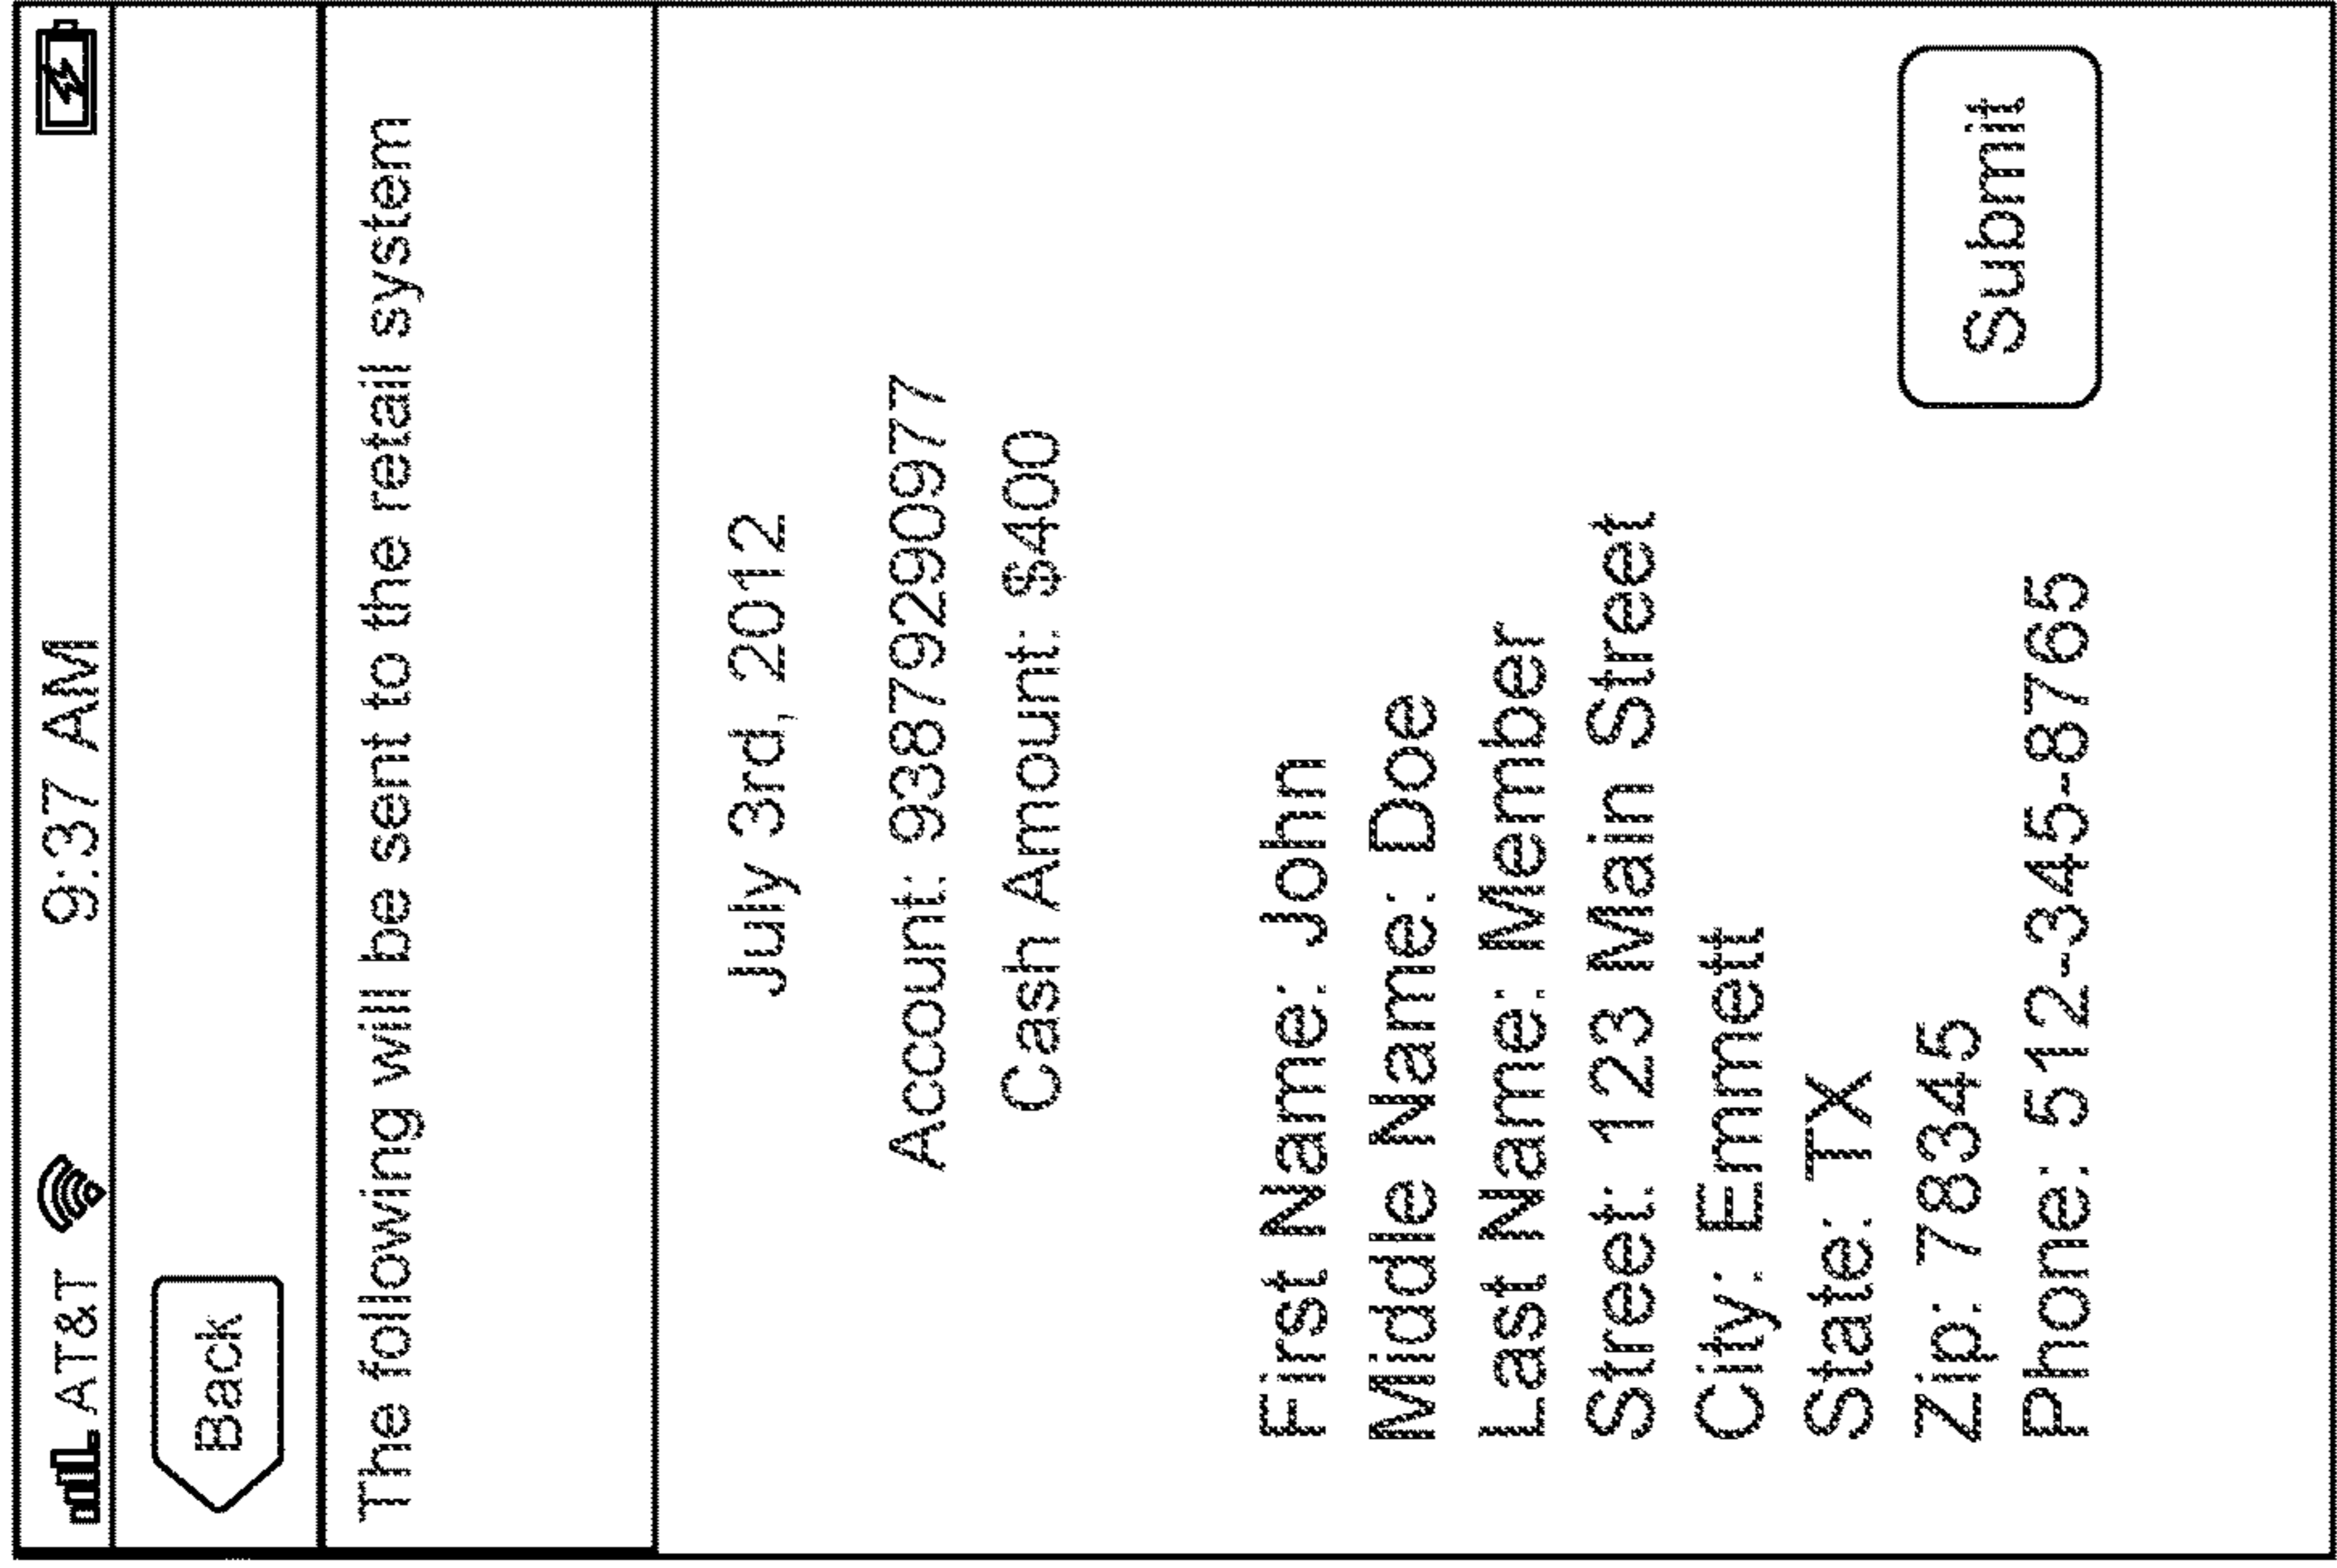 AT&T 9:37 AM
Back
The following will be sent to the retail system
July 3rd, 2012
Account: 9387929097​7
Cash Amount: $400
First Name: John
Middle Name: Doe
Last Name: Member
Street: 123 Main Street
City: Emmett
State: TX
Zip: 78345
Phone: 512-345-8765
Submit